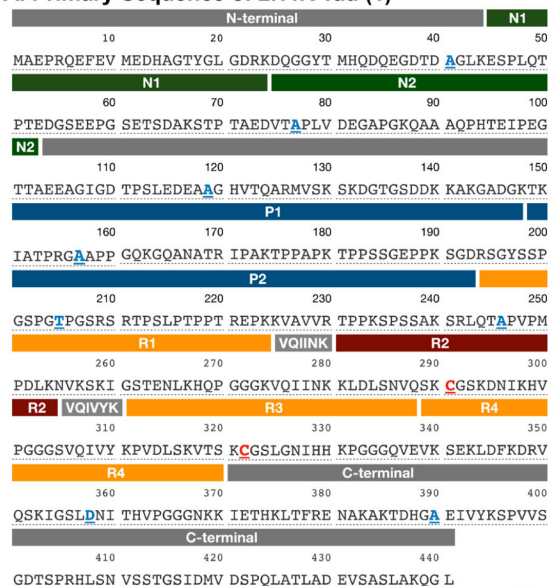 N-terminal N1
10 20 30 40 50
MAEPRQEFEV MEDHAGTYGL GDRKDQGGYT MHQDQEGDTD AGLKESPLQT
N1 N2
60 70 80 90 100
PTEDGSEEPG SETSDAKSTP TAEDVTAPLV DEGAPGKQAA AQPHTEIPEG
N2
110 120 130 140 150
TTAEEAGIGD TPSLEDEAAG HVTQARMVSK SKDGTGSDDK KAKGADGKTK
P1
160 170 180 190 200
IATPRGAAPP GQKGQANATR IPAKTPPAPK TPPSSGEPPK SGDRSGYSSP
P2
210 220 230 240 250
GSPGTPGSRS RTPSLPTPPT REPKKVAVVR TPPKSPSSAK SRLQTAPVPM
R1 VQIINK R2
260 270 280 290 300
PDLKNVKSKI GSTENLKHQP GGGKVQIINK KLDLSNVQSK CGSKDNIKHV
R2 VQIVYK R3 R4
310 320 330 340 350
PGGGSVQIVY KPVDLSKVTS KCGSLGNIHH KPGGGQVEVK SEKLDFKDRV
R4 C-terminal
360 370 380 390 400
QSKIGSLDNI THVPGGGNKK IETHKLTFRE NAKAKTDHGA EIVYKSPVVS
C-terminal
410 420 430 440
GDTSPRHLSN VSSTGSIDMV DSPQLATLAD EVSASLAKQG L